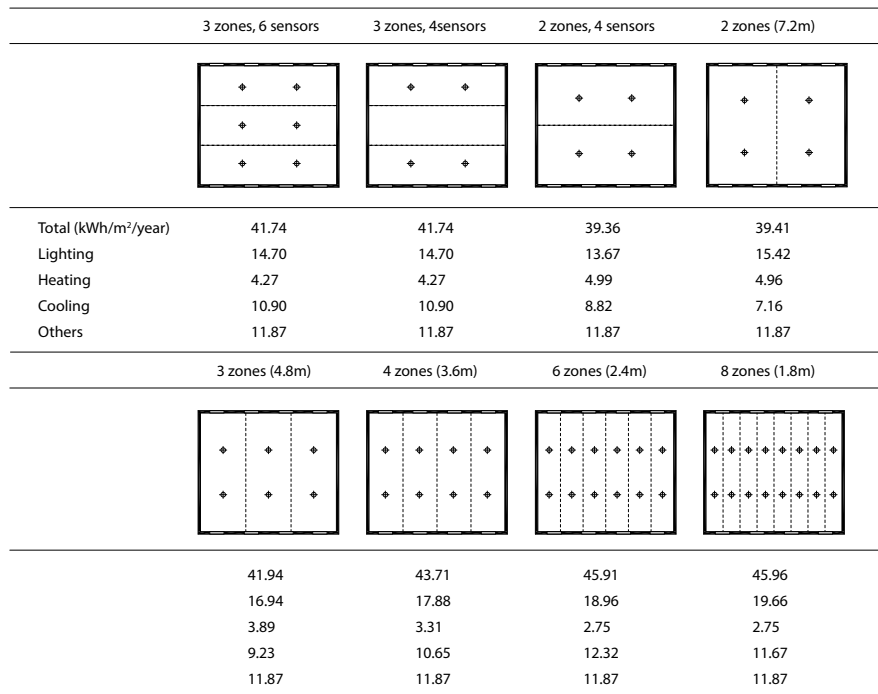 3 zones, 6 sensors 3 zones, 4sensors 2 zones, 4 sensors 2 zones (7.2m)
Total (kWh/m²/year) 41.74 41.74 39.36 39.41
Lighting 14.70 14.70 13.67 15.42
Heating 4.27 4.27 4.99 4.96
Cooling 10.90 10.90 8.82 7.16
Others 11.87 11.87 11.87 11.87
3 zones (4.8m) 4 zones (3.6m) 6 zones (2.4m) 8 zones (1.8m)
41.94 43.71 45.91 45.96
16.94 17.88 18.96 19.66
3.89 3.31 2.75 2.75
9.23 10.65 12.32 11.67
11.87 11.87 11.87 11.87